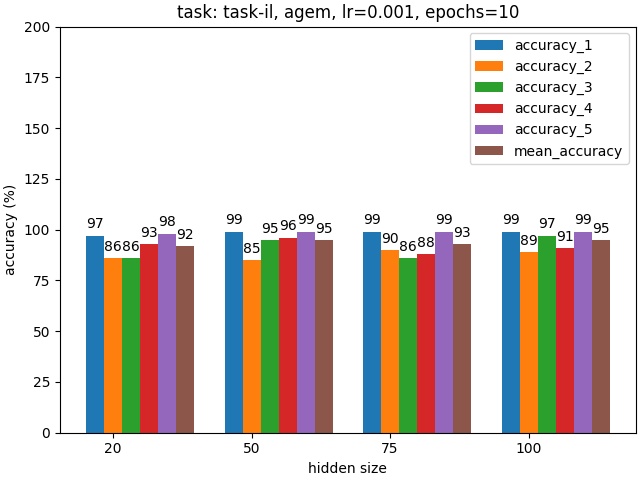 task: task-il, agem, lr=0.001, epochs=10
accuracy (%)
200
175
150
125
100
75
50
25
0
accuracy_1
accuracy_2
accuracy_3
accuracy_4
accuracy_5
mean_accuracy
97 86 86 93 98 92
99 85 95 96 99 95
99 90 86 88 99 93
99 89 97 91 99 95
20 50 75 100
hidden size